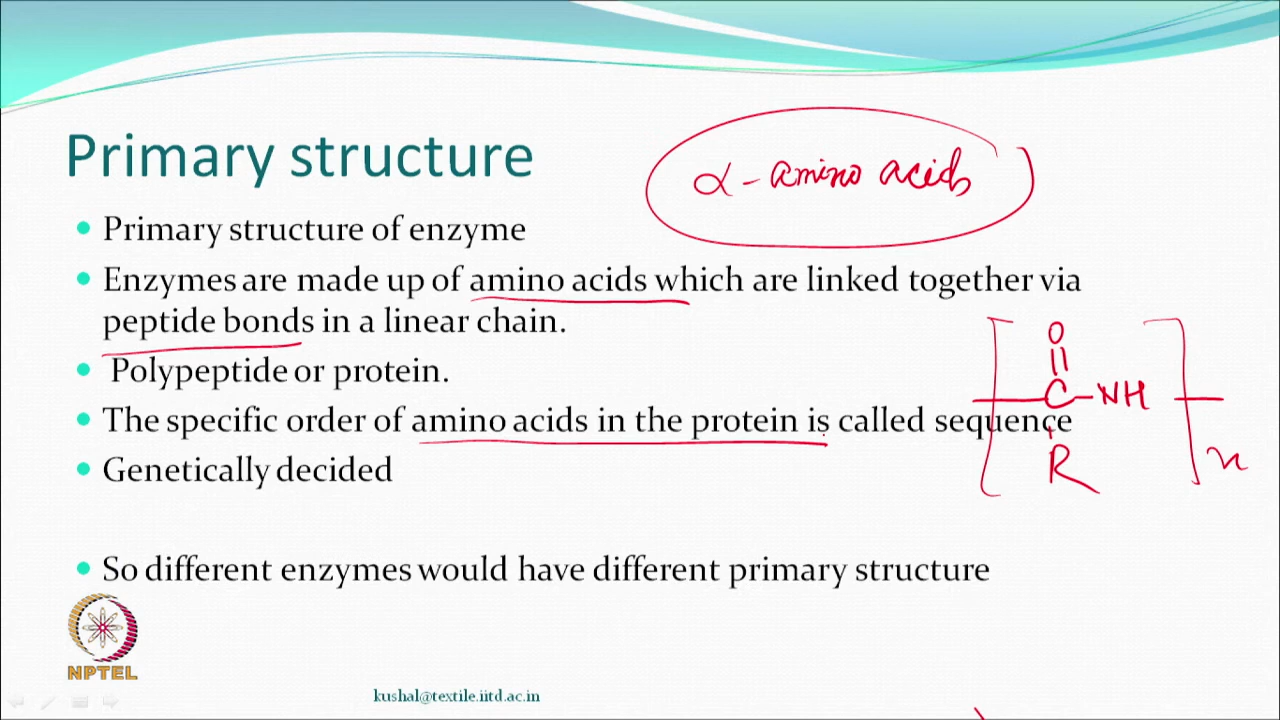 Primary structure
α - amino acids
Primary structure of enzyme
Enzymes are made up of amino acids which are linked together via
peptide bonds in a linear chain.
Polypeptide or protein.
The specific order of amino acids in the protein is called sequence
Genetically decided
So different enzymes would have different primary structure
O
||
C-NH
R
n
NPTEL
kushal@textile.iitd.ac.in